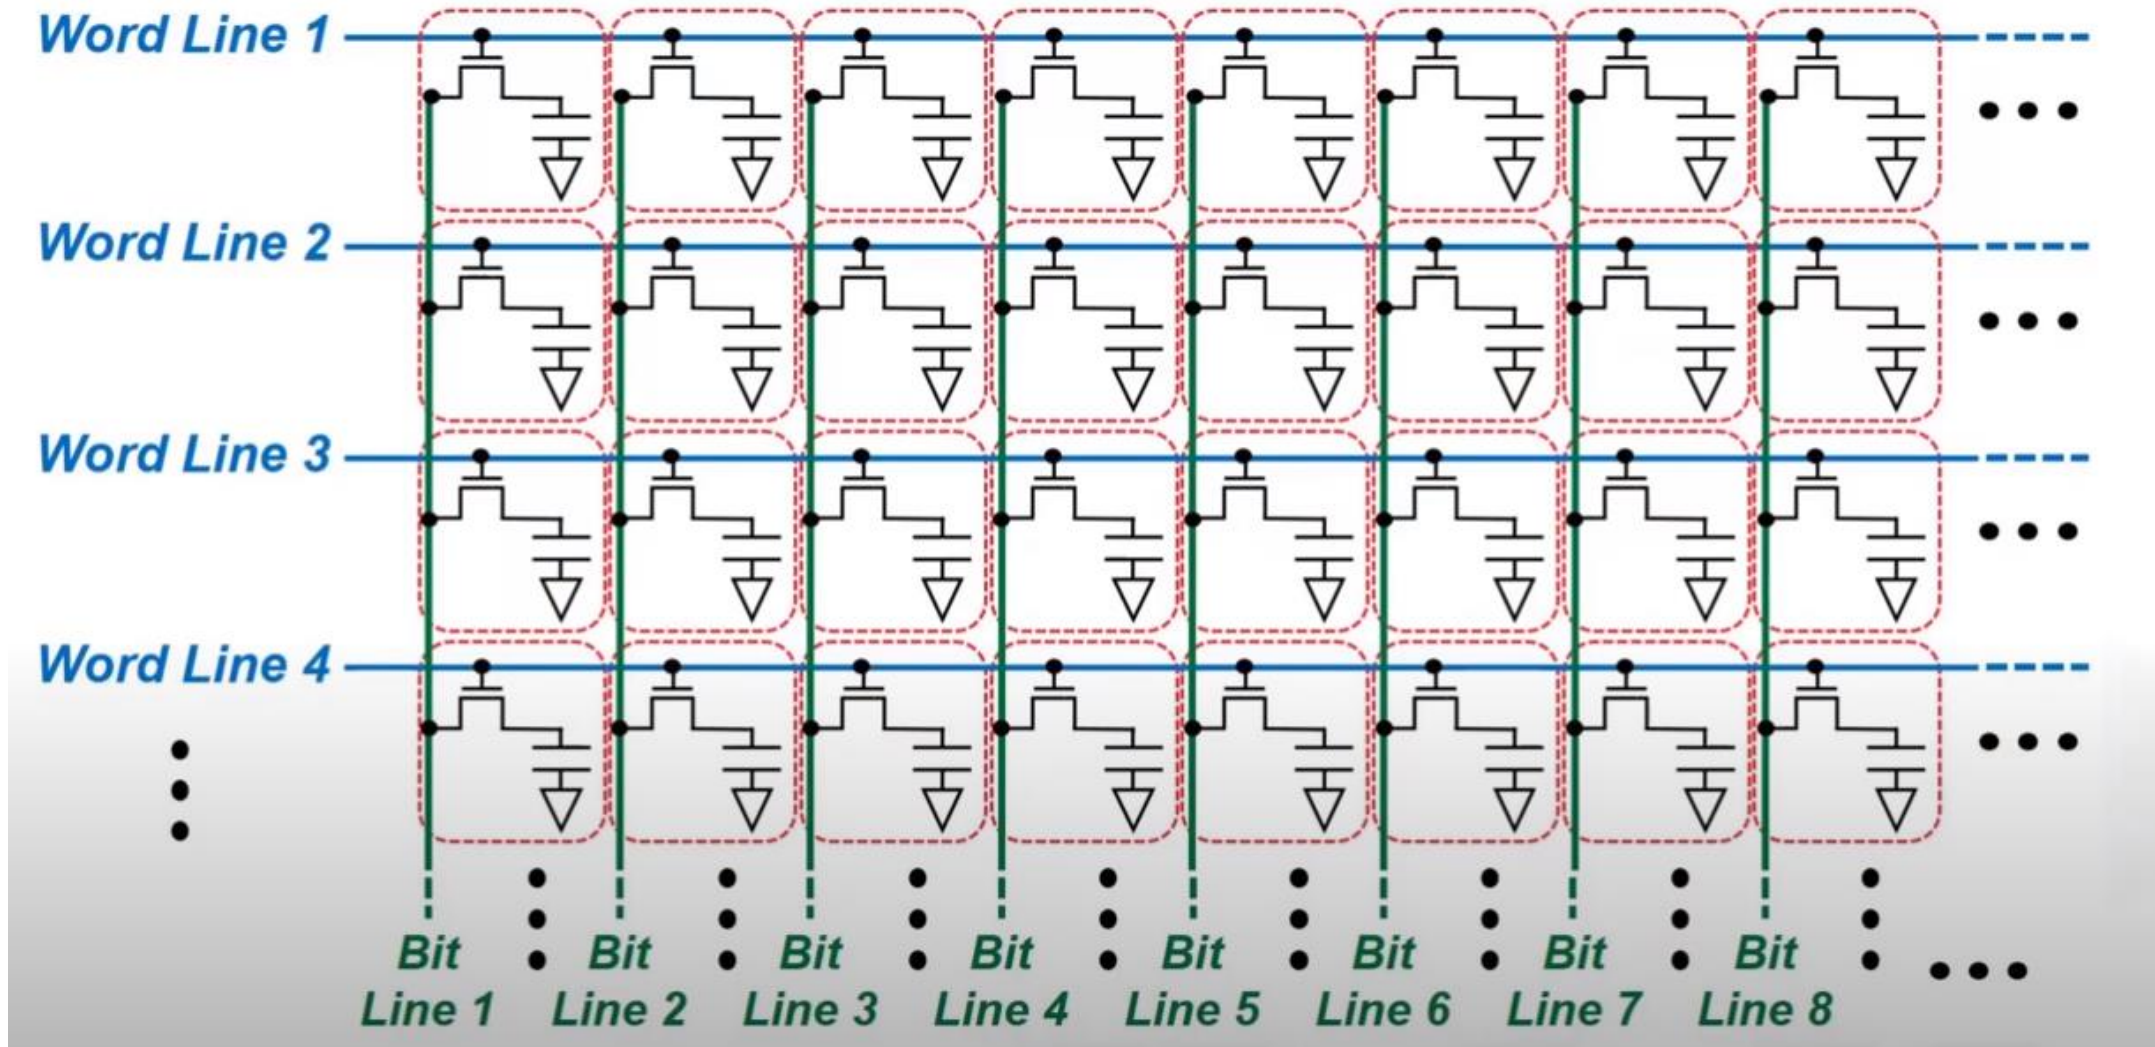 Word Line 1
Word Line 2
Word Line 3
Word Line 4
Bit Bit Bit Bit Bit Bit Bit Bit
Line 1 Line 2 Line 3 Line 4 Line 5 Line 6 Line 7 Line 8